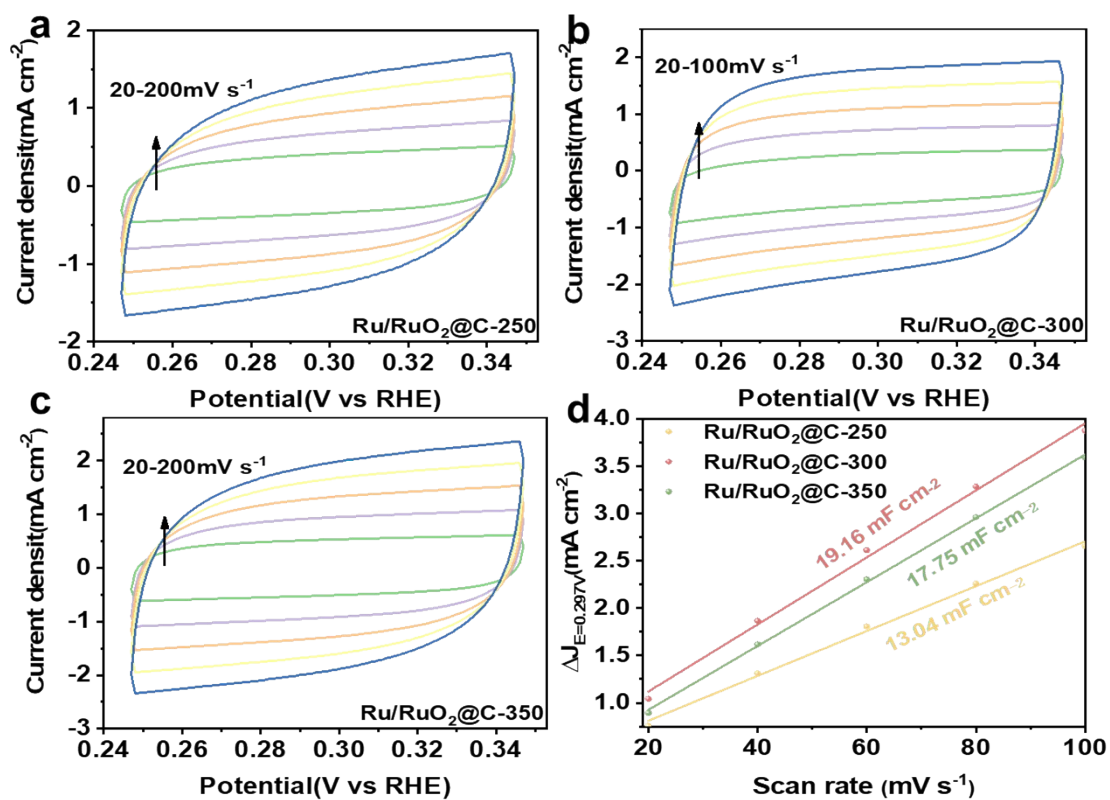 a
Current densit(mA cm-2)
2
1
0
-1
-2
20-200mV s-1
Ru/RuO2@C-250
0.24 0.26 0.28 0.30 0.32 0.34
Potential(V vs RHE)
b
Current densit(mA cm-2)
2
1
0
-1
-2
-3
20-100mV s-1
Ru/RuO2@C-300
0.24 0.26 0.28 0.30 0.32 0.34
Potential(V vs RHE)
c
Current densit(mA cm-2)
2
1
0
-1
-2
-3
20-200mV s-1
Ru/RuO2@C-350
0.24 0.26 0.28 0.30 0.32 0.34
Potential(V vs RHE)
d
ΔJE=0.297V(mA cm-2)
4.0
3.5
3.0
2.5
2.0
1.5
1.0
Ru/RuO2@C-250
Ru/RuO2@C-300
Ru/RuO2@C-350
19.16 mF cm-2
17.75 mF cm-2
13.04 mF cm-2
20 40 60 80 100
Scan rate (mV s-1)